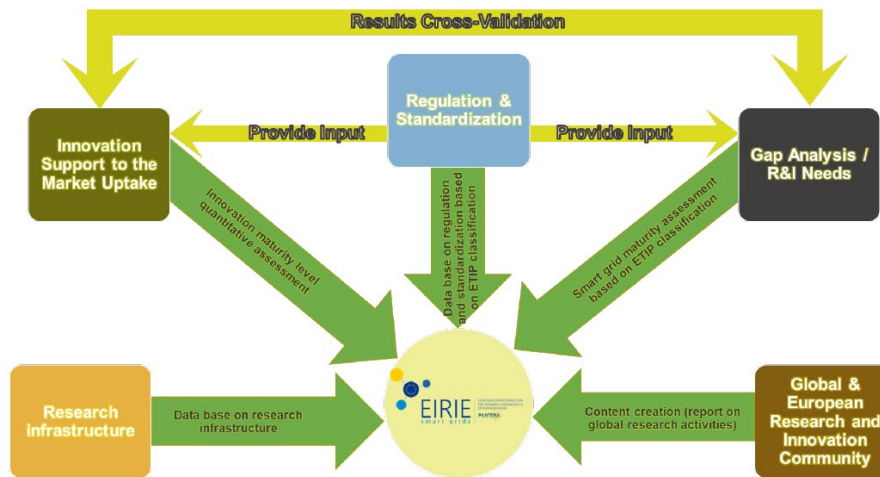 Results Cross-Validation
Regulation &
Standardization
Provide Input
Provide Input
Innovation
Support to the
Market Uptake
Gap Analysis /
R&I Needs
Innovation maturity level
quantitative assessment
Data base on regulation
and standardization based
on ETIP classification
Smart grid maturity assessment
based on ETIP classification
Research
infrastructure
Data base on research
infrastructure
EIRIE
smart grids
PANTERA
Content creation (report on
global research activities)
Global &
European
Research and
Innovation
Community